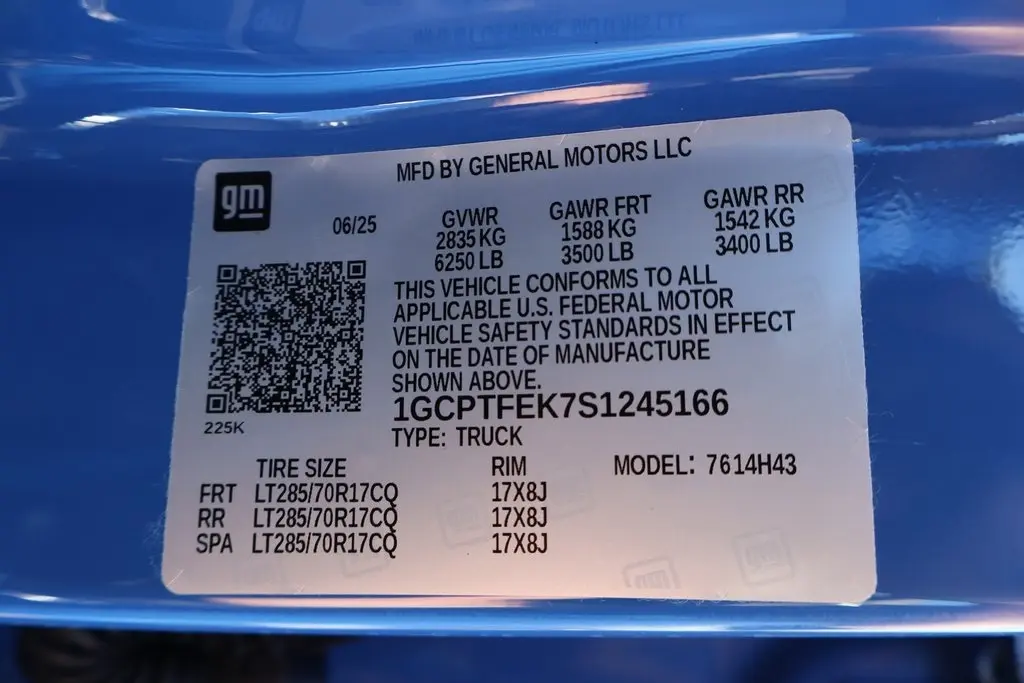 MFD BY GENERAL MOTORS LLC
gm
06/25
GVWR GAWR FRT GAWR RR
2835 KG 1588 KG 1542 KG
6250 LB 3500 LB 3400 LB
THIS VEHICLE CONFORMS TO ALL
APPLICABLE U.S. FEDERAL MOTOR
VEHICLE SAFETY STANDARDS IN EFFECT
ON THE DATE OF MANUFACTURE
SHOWN ABOVE.
1GCPTFEK7S1245166
225K
TYPE: TRUCK
TIRE SIZE RIM MODEL: 7614H43
FRT LT285/70R17CQ 17X8J
RR LT285/70R17CQ 17X8J
SPA LT285/70R17CQ 17X8J